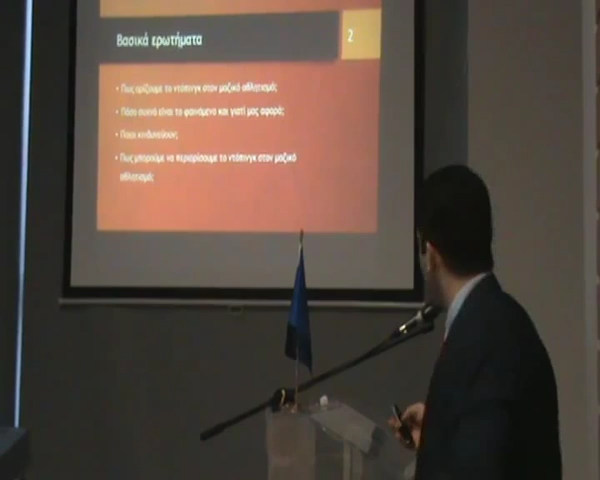 Βασικά ερωτήματα
2
• Πως ορίζουμε το ντόπινγκ στον μαζικό αθλητισμό;
• Πόσο συχνό είναι το φαινόμενο και γιατί μας αφορά;
• Ποιοι κινδυνεύουν;
• Πως μπορούμε να περιορίσουμε το ντόπινγκ στον μαζικό
αθλητισμό;